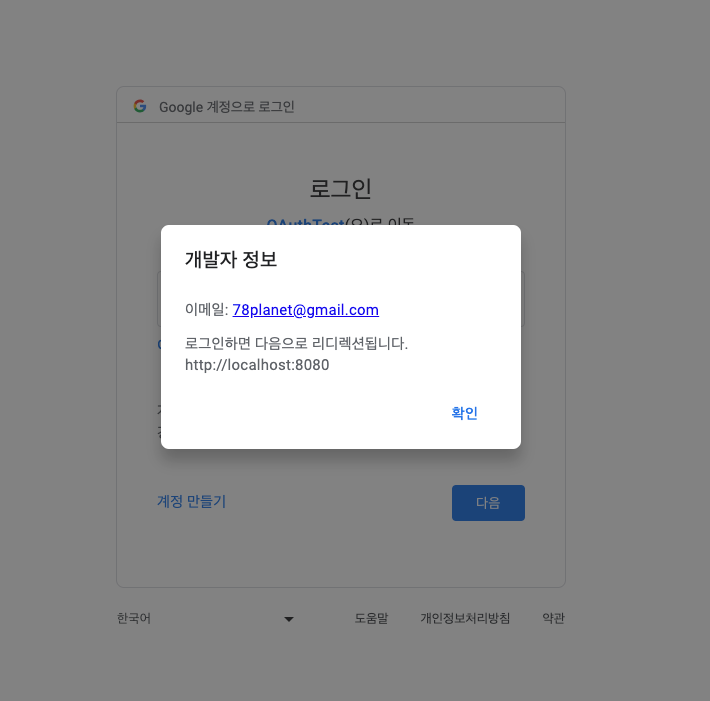 Google 계정으로 로그인
로그인
OAuthTest(으)로 이동
개발자 정보
이메일: 78planet@gmail.com
로그인하면 다음으로 리디렉션됩니다.
http://localhost:8080
확인
계정 만들기
다음
한국어
도움말
개인정보처리방침
약관